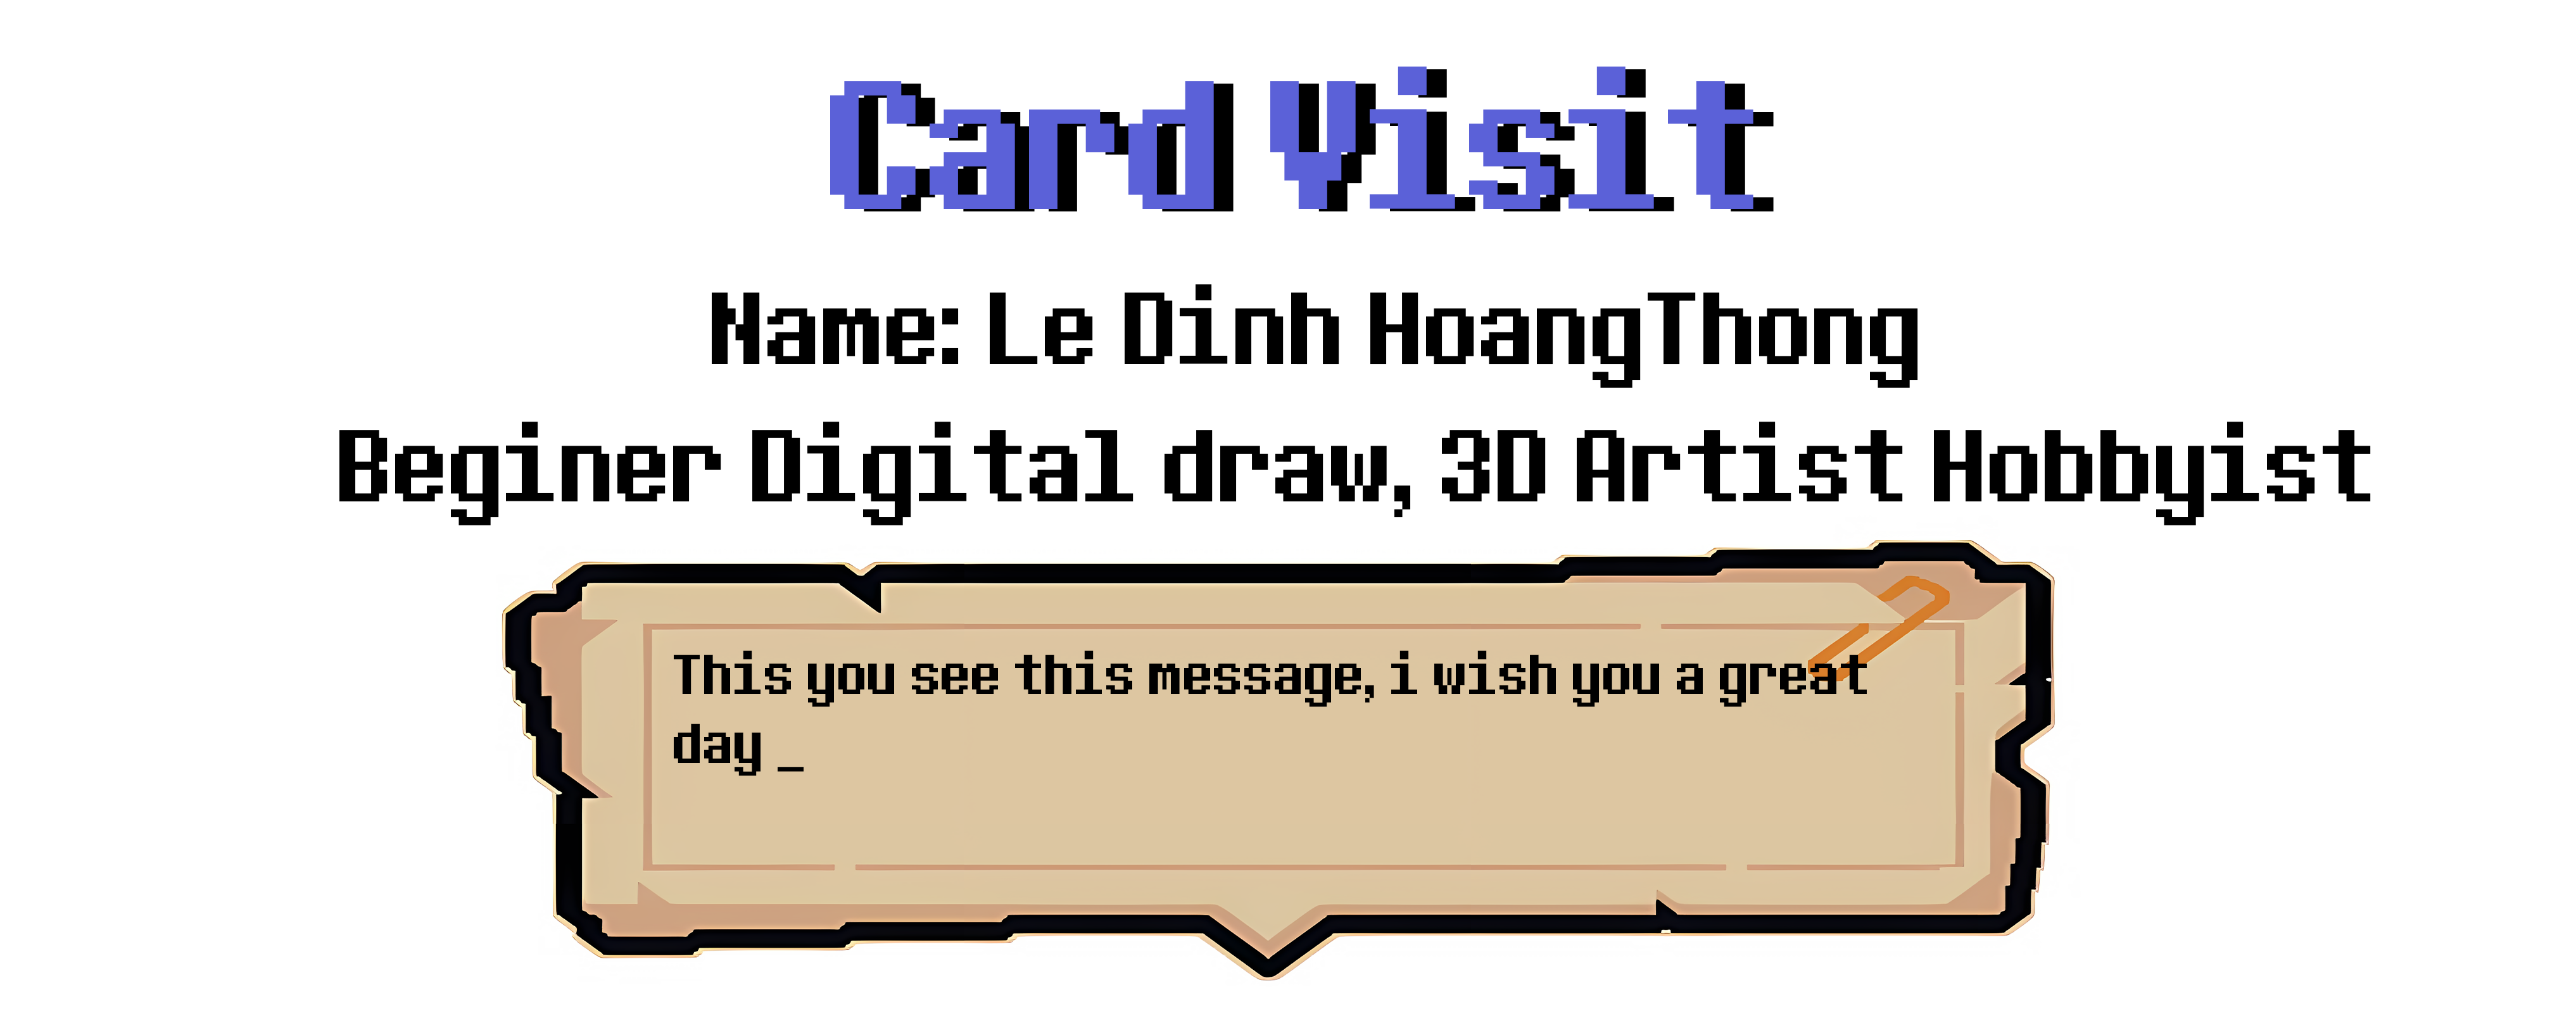 Card Visit
Name: Le Dinh HoangThong
Beginer Digital draw, 3D Artist Hobbyist
This you see this message, i wish you a great
day _